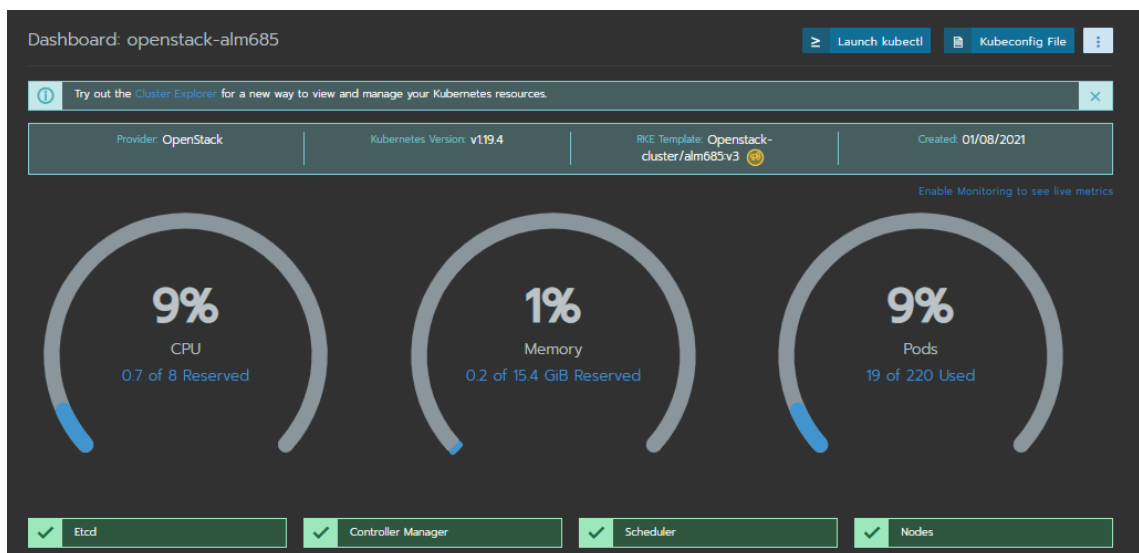 Dashboard: openstack-alm685
Launch kubectl
Kubeconfig File
Try out the Cluster Explorer for a new way to view and manage your Kubernetes resources.
Provider: OpenStack
Kubernetes Version: v1.19.4
RKE Template: Openstack-
cluster/alm685:v3
Created: 01/08/2021
Enable Monitoring to see live metrics
9%
CPU
0.7 of 8 Reserved
1%
Memory
0.2 of 15.4 GiB Reserved
9%
Pods
19 of 220 Used
Etcd
Controller Manager
Scheduler
Nodes